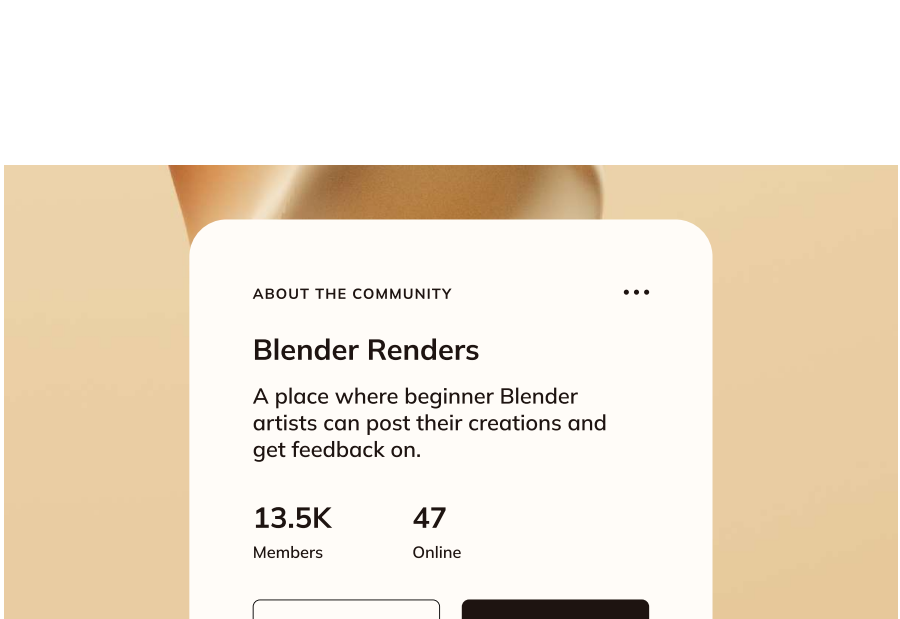 ABOUT THE COMMUNITY
Blender Renders
A place where beginner Blender
artists can post their creations and
get feedback on.
13.5K
47
Members
Online